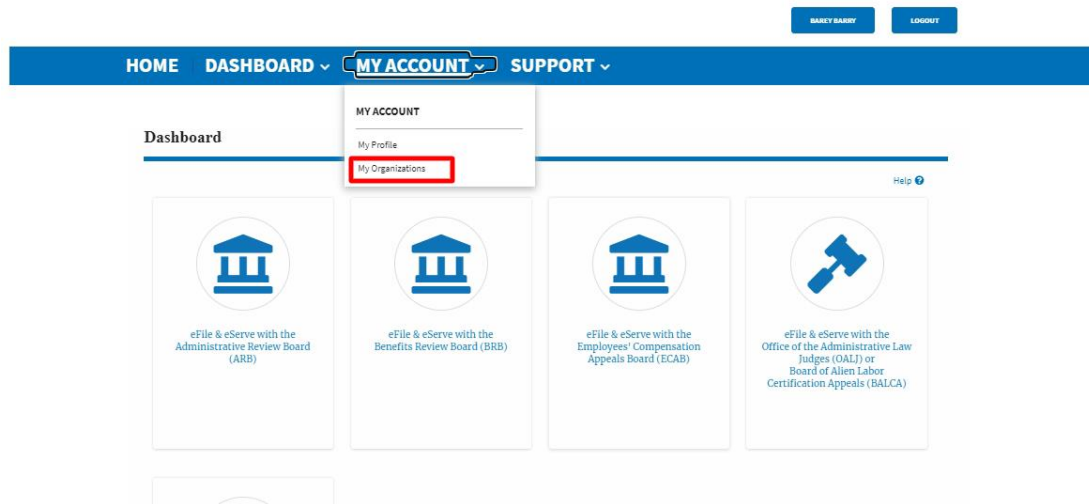 BAREY BARRY
LOGOUT
HOME
DASHBOARD
MY ACCOUNT
SUPPORT
MY ACCOUNT
My Profile
My Organizations
Dashboard
Help
eFile & eServe with the
Administrative Review Board
(ARB)
eFile & eServe with the
Benefits Review Board (BRB)
eFile & eServe with the
Employees' Compensation
Appeals Board (ECAB)
eFile & eServe with the
Office of the Administrative Law
Judges (OALJ) or
Board of Alien Labor
Certification Appeals (BALCA)